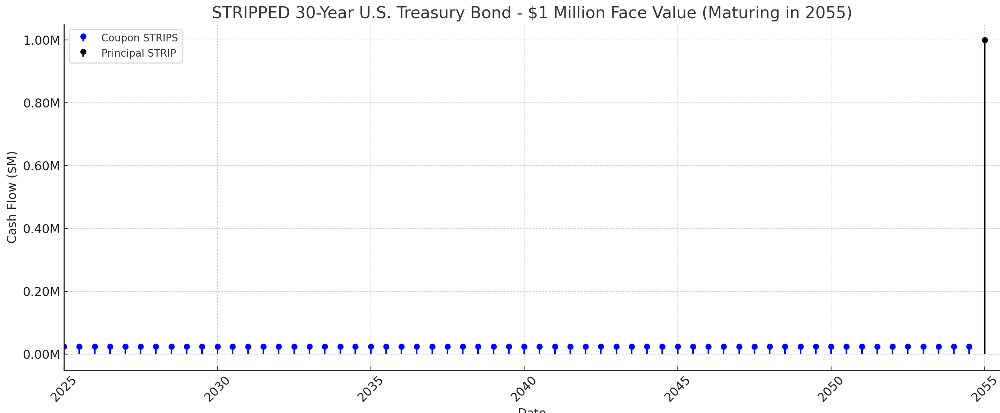 STRIPPED 30-Year U.S. Treasury Bond - $1 Million Face Value (Maturing in 2055)
Coupon STRIPS
Principal STRIP
Cash Flow ($M)
1.00M
0.80M
0.60M
0.40M
0.20M
0.00M
2025 2030 2035 2040 2045 2050 2055
Date